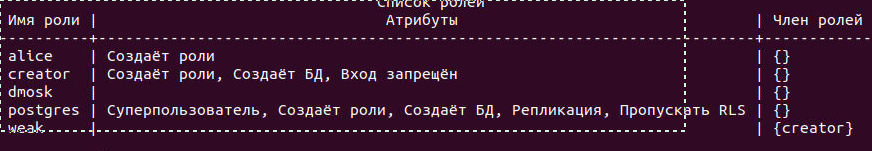 Список ролей
Имя роли | Атрибуты | Член ролей
alice | Создаёт роли | {}
creator | Создаёт роли, Создаёт БД, Вход запрещён | {}
dmosk | | {}
postgres | Суперпользователь, Создаёт роли, Создаёт БД, Репликация, Пропускать RLS | {}
weak | | {creator}